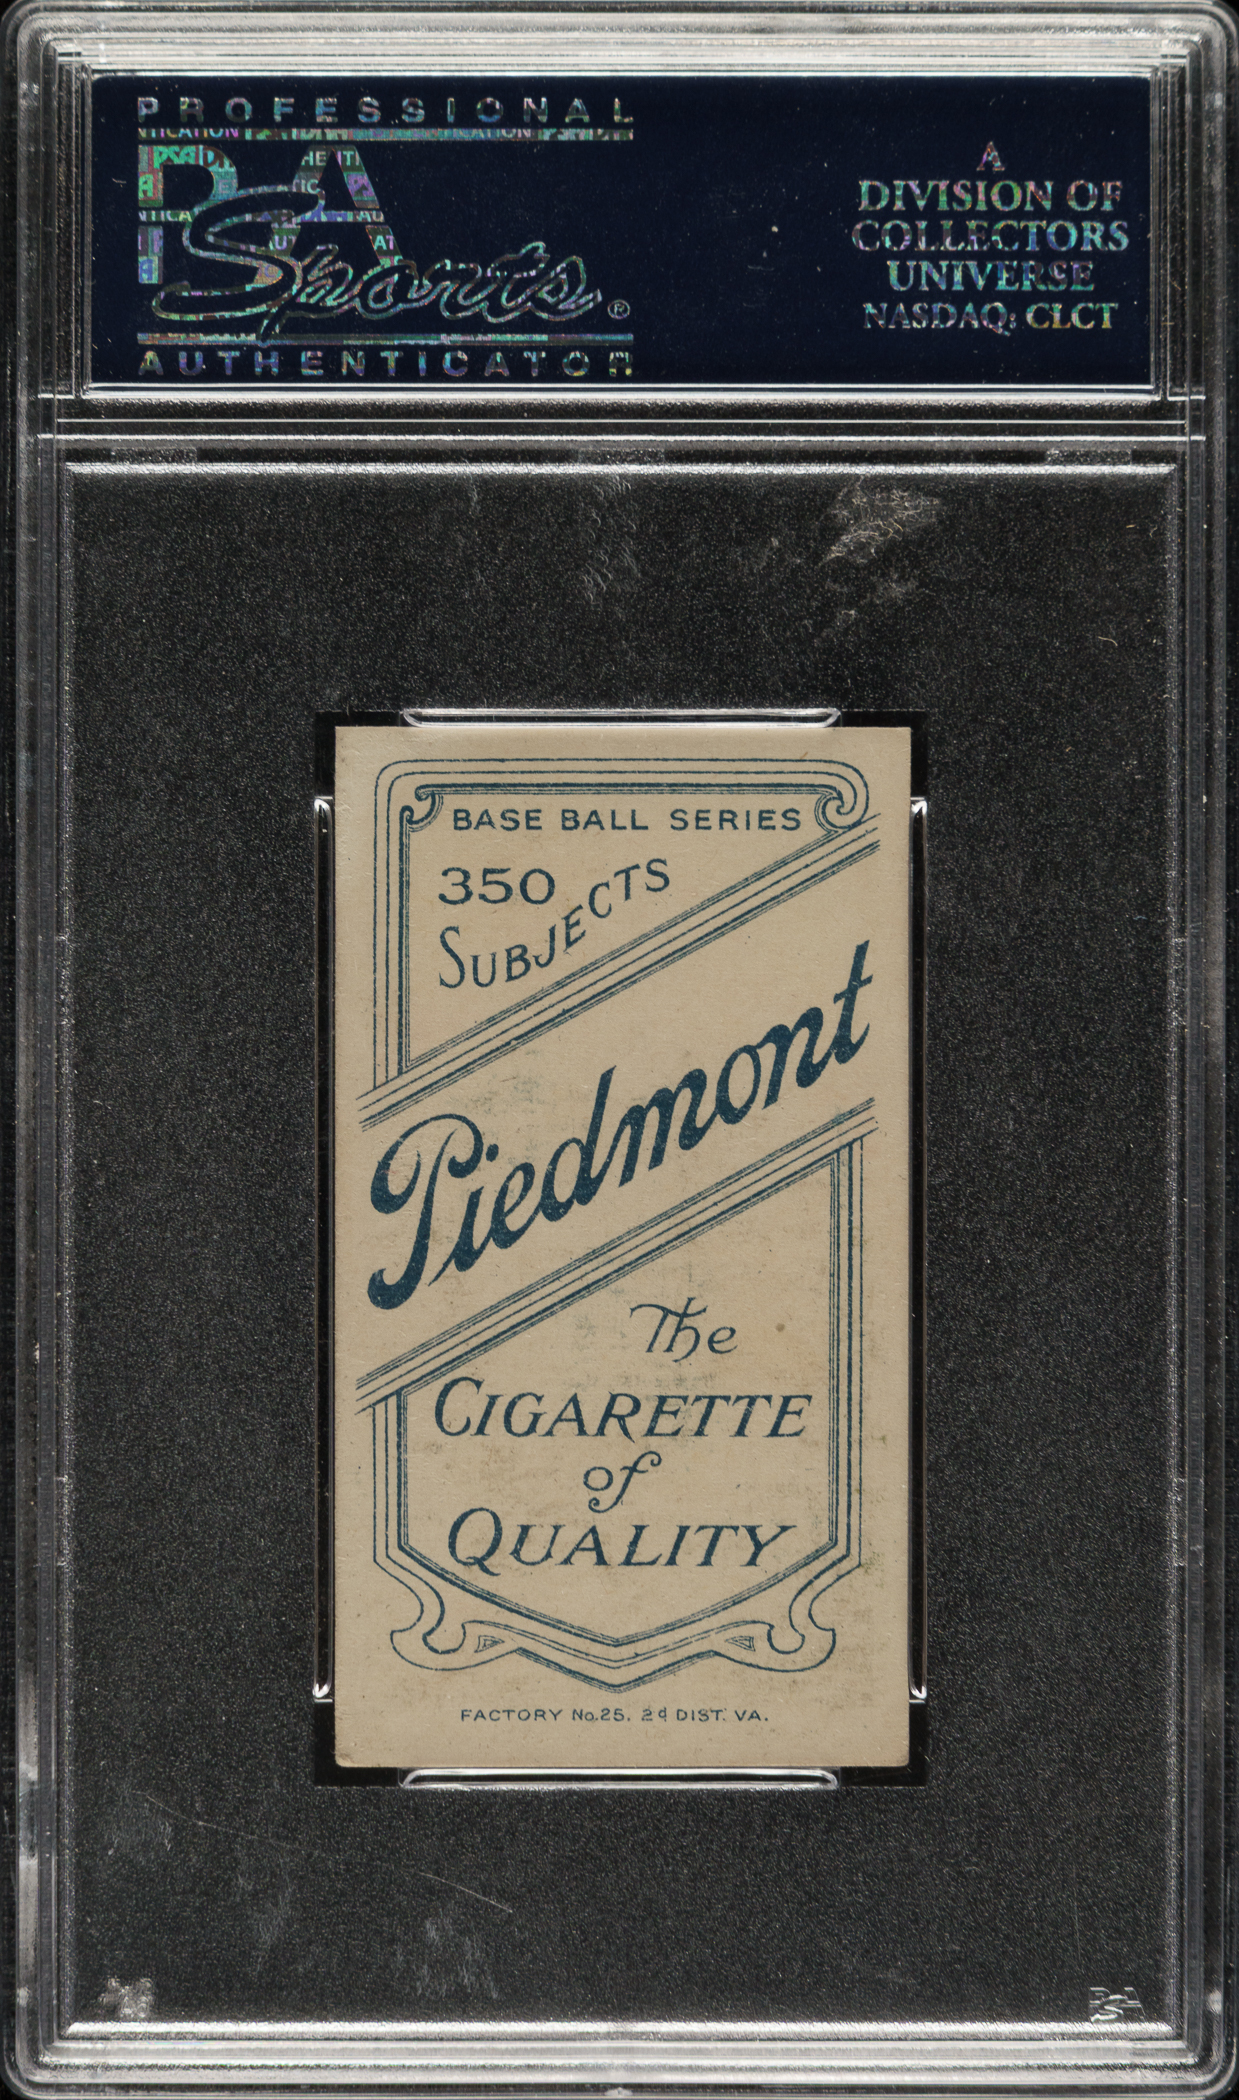 PROFESSIONAL
PSA
Sports®
AUTHENTICATOR
A
DIVISION OF
COLLECTORS
UNIVERSE
NASDAQ: CLCT
BASE BALL SERIES
350
SUBJECTS
Piedmont
The
CIGARETTE
of
QUALITY
FACTORY No. 25. 2d DIST. VA.
PSA